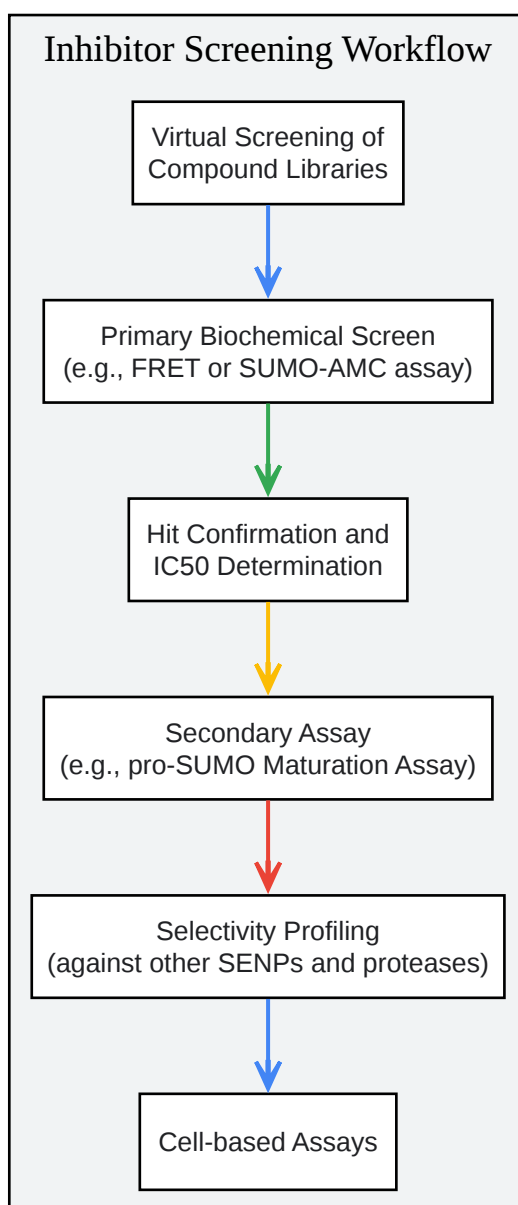 Inhibitor Screening Workflow
Virtual Screening of
Compound Libraries
Primary Biochemical Screen
(e.g., FRET or SUMO-AMC assay)
Hit Confirmation and
IC50 Determination
Secondary Assay
(e.g., pro-SUMO Maturation Assay)
Selectivity Profiling
(against other SENPs and proteases)
Cell-based Assays